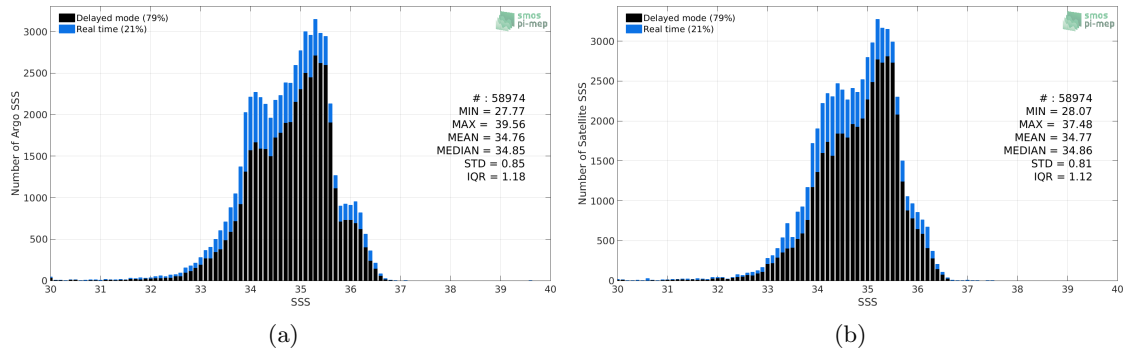 Delayed mode (79%)
Real time (21%)
smos
pi-mep
Number of Argo SSS
3000
2500
2000
1500
1000
500
0
# : 58974
MIN = 27.77
MAX = 39.56
MEAN = 34.76
MEDIAN = 34.85
STD = 0.85
IQR = 1.18
30 31 32 33 34 35 36 37 38 39 40
SSS
(a)
Delayed mode (79%)
Real time (21%)
smos
pi-mep
Number of Satellite SSS
3000
2500
2000
1500
1000
500
0
# : 58974
MIN = 28.07
MAX = 37.48
MEAN = 34.77
MEDIAN = 34.86
STD = 0.81
IQR = 1.12
30 31 32 33 34 35 36 37 38 39 40
SSS
(b)